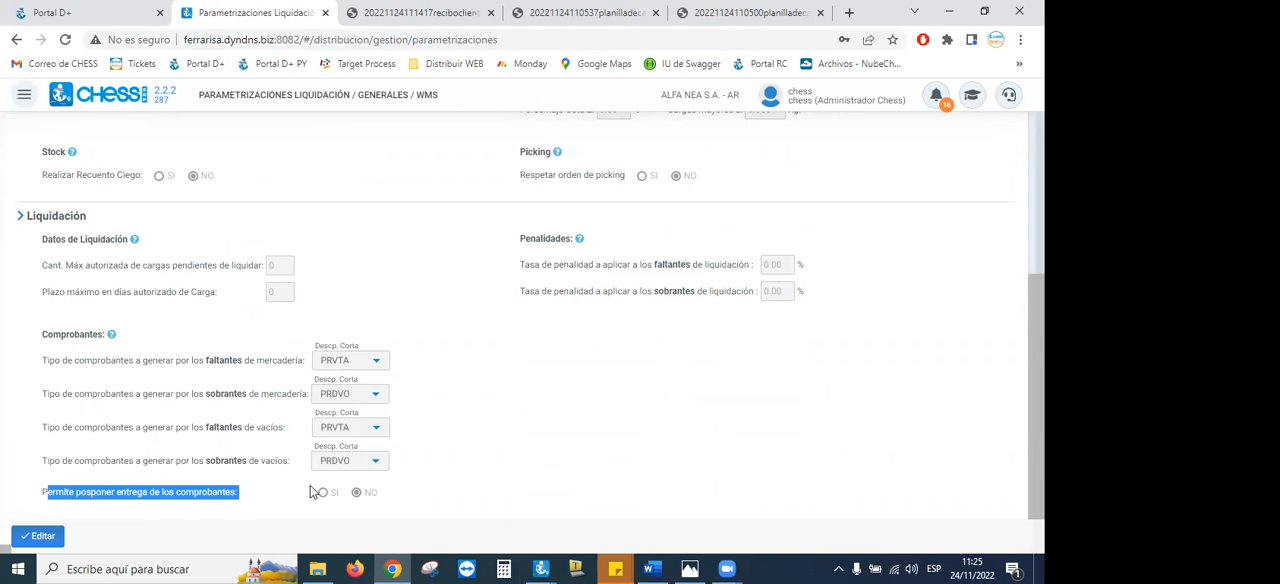 Portal D+
Parametrizaciones Liquidació
20221124111417recibocliente
20221124110537planilladeca
20221124110500planilladeca
No es seguro | ferrarisa.dyndns.biz:8082/#/distribucion/gestion/parametrizaciones
Correo de CHESS Tickets Portal D+ Portal D+ PY Target Process Distribuir WEB Monday Google Maps IU de Swagger Portal RC Archivos - NubeCh... »
CHESS 2.2.2 287
PARAMETRIZACIONES LIQUIDACIÓN / GENERALES / WMS
ALFA NEA S.A. - AR
chess
chess (Administrador Chess)
16
Stock
Picking
Realizar Recuento Ciego: SI NO
Respetar orden de picking SI NO
Liquidación
Datos de Liquidación
Penalidades:
Cant. Máx autorizada de cargas pendientes de liquidar: 0
Tasa de penalidad a aplicar a los faltantes de liquidación : 0.00 %
Plazo máximo en días autorizado de Carga: 0
Tasa de penalidad a aplicar a los sobrantes de liquidación : 0.00 %
Comprobantes:
Descp. Corta
Tipo de comprobantes a generar por los faltantes de mercadería: PRVTA
Descp. Corta
Tipo de comprobantes a generar por los sobrantes de mercadería: PRDVO
Descp. Corta
Tipo de comprobantes a generar por los faltantes de vacíos: PRVTA
Descp. Corta
Tipo de comprobantes a generar por los sobrantes de vacíos: PRDVO
Permite posponer entrega de los comprobantes: SI NO
Editar
Escribe aquí para buscar
ESP
11:25
24/11/2022
1